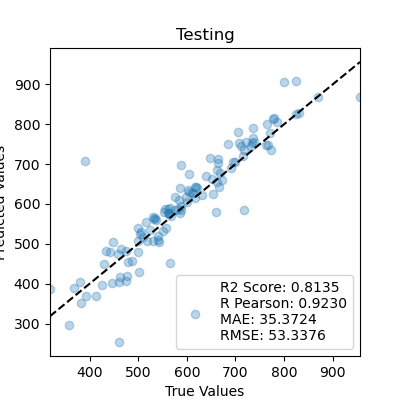 Testing
Predicted Values
900
800
700
600
500
400
300
R2 Score: 0.8135
R Pearson: 0.9230
MAE: 35.3724
RMSE: 53.3376
400
500
600
700
800
900
True Values